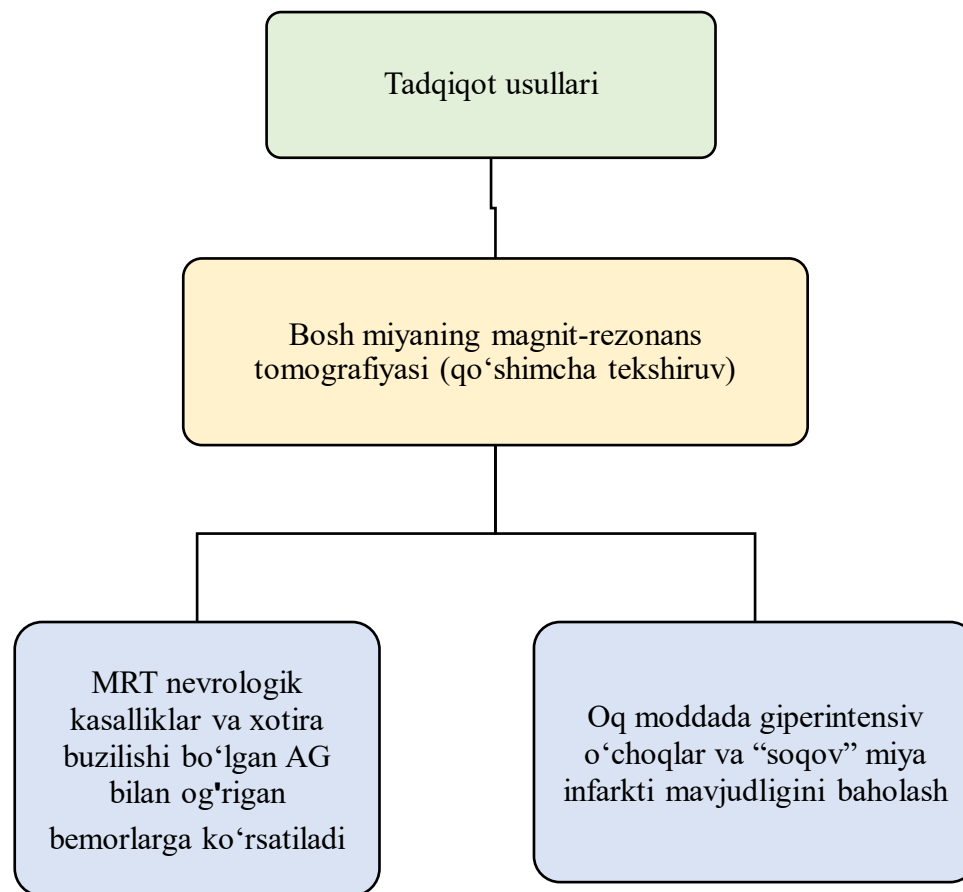 Tadqiqot usullari
Bosh miyaning magnit-rezonans
tomografiyasi (qo‘shimcha tekshiruv)
MRT nevrologik
kasalliklar va xotira
buzilishi bo‘lgan AG
bilan og'rigan
bemorlarga ko‘rsatiladi
Oq moddada giperintensiv
o‘choqlar va “soqov” miya
infarkti mavjudligini baholash